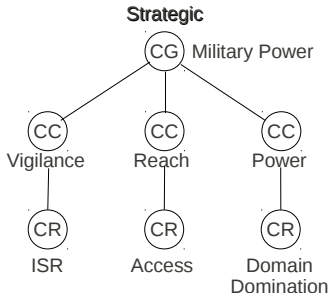 Strategic
CG Military Power
CC CC CC
Vigilance Reach Power
CR CR CR
ISR Access Domain
Domination